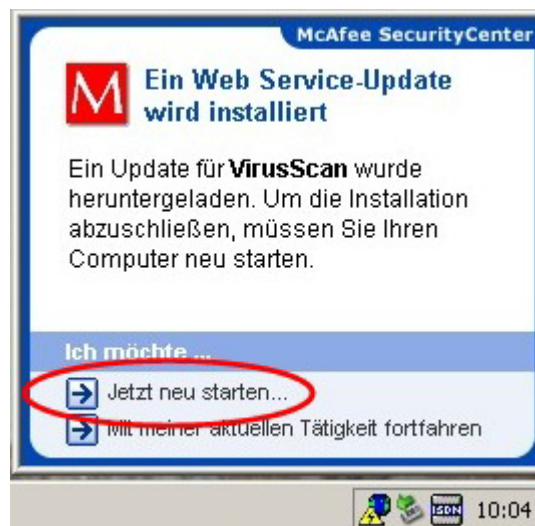 McAfee SecurityCenter
M
Ein Web Service-Update
wird installiert
Ein Update für VirusScan wurde
heruntergeladen. Um die Installation
abzuschließen, müssen Sie Ihren
Computer neu starten.
Ich möchte ...
Jetzt neu starten...
Mit meiner aktuellen Tätigkeit fortfahren
ISDN 10:04